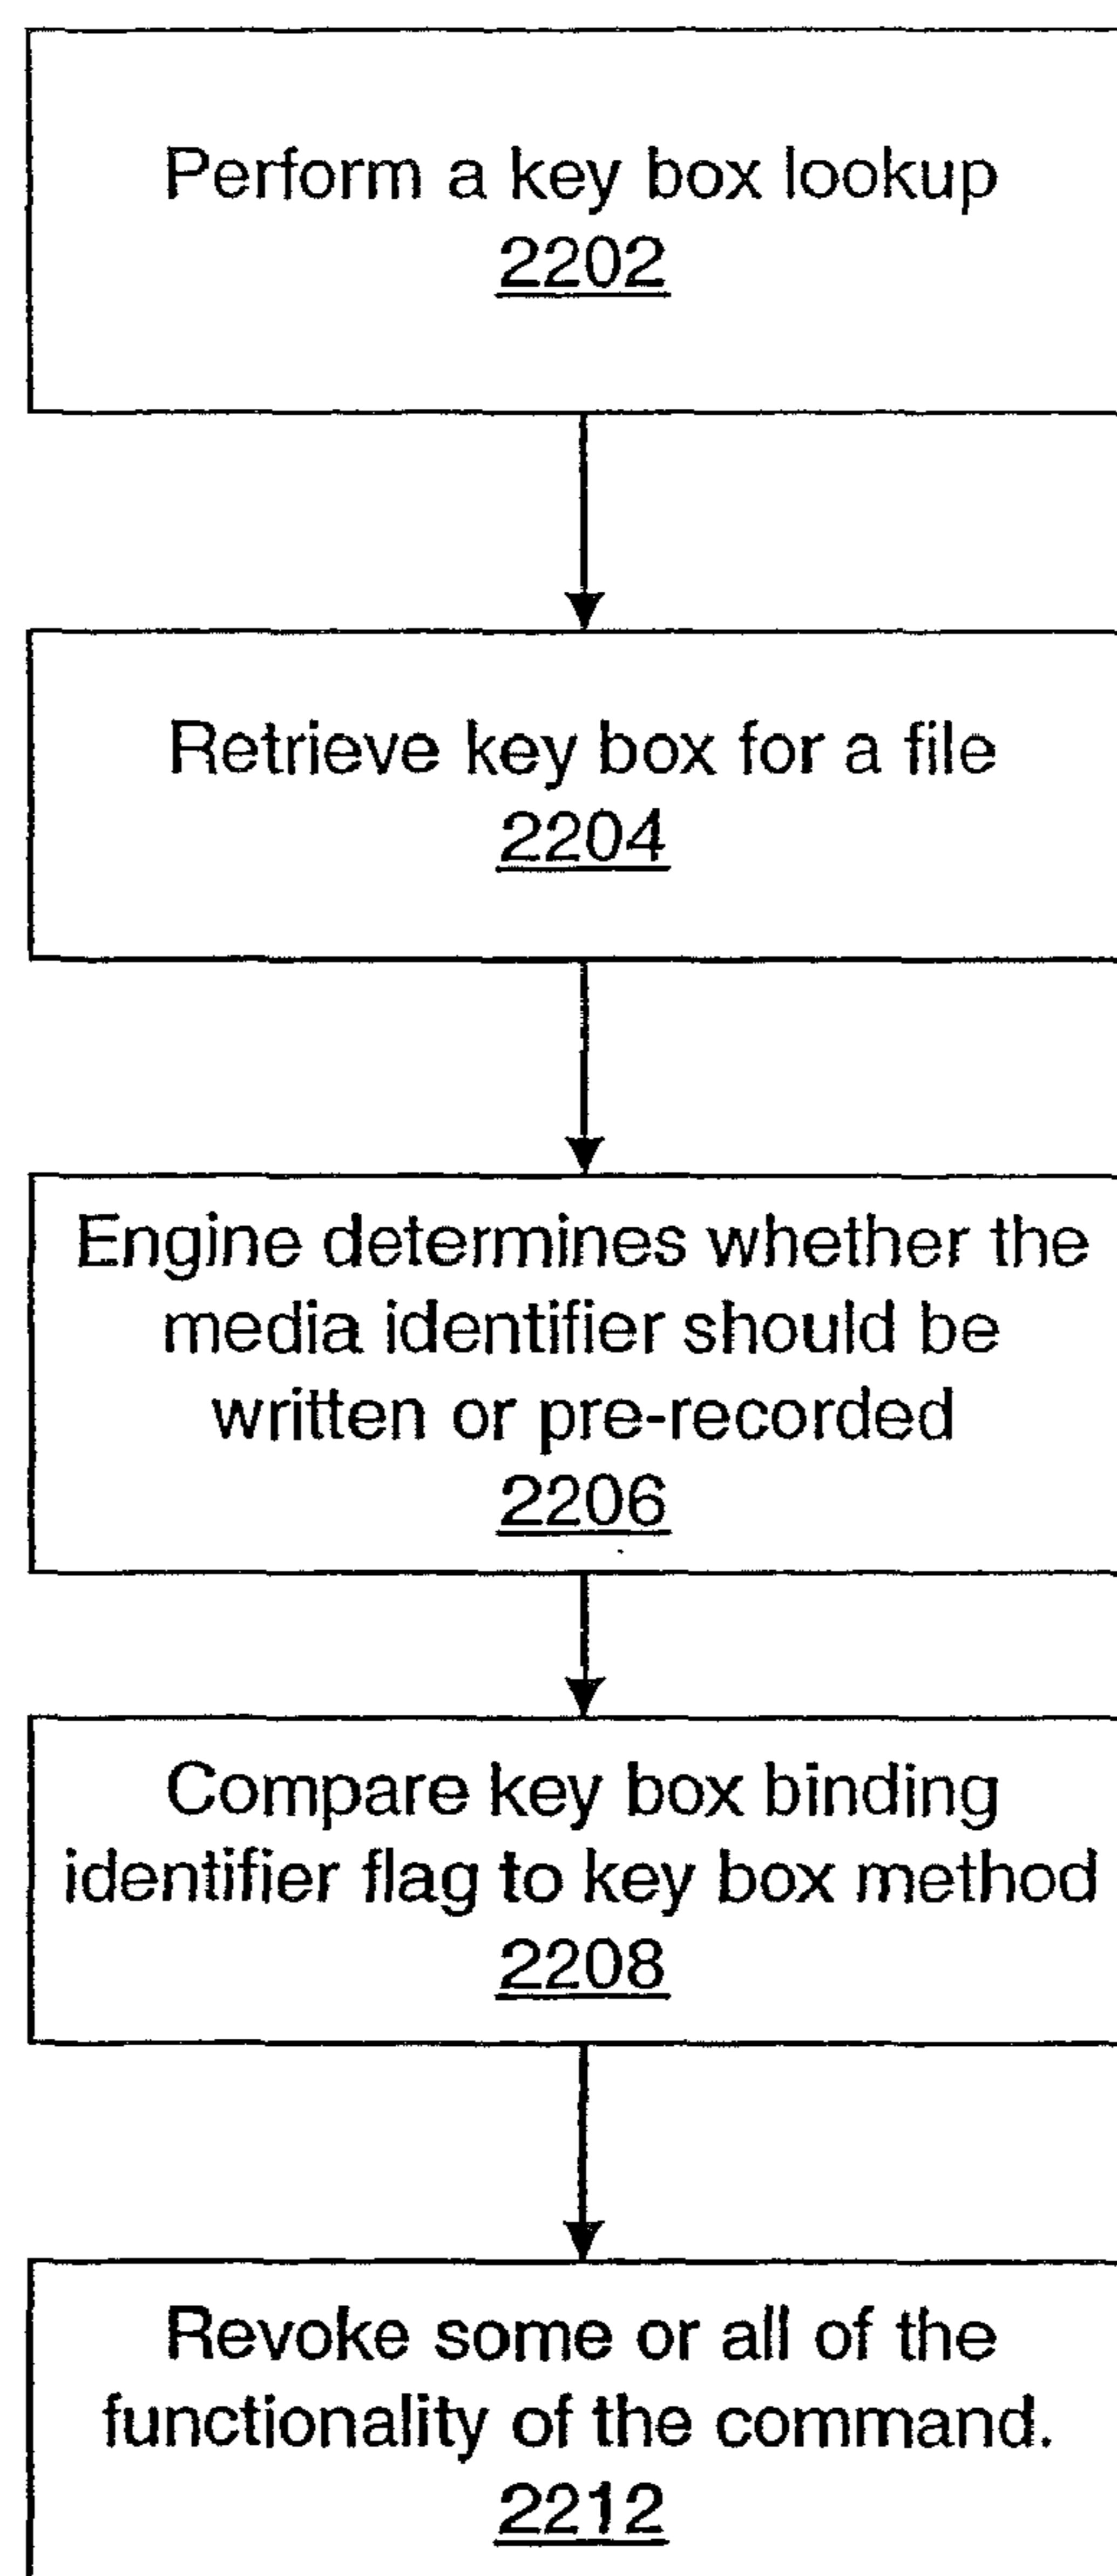 Perform a key box lookup
2202
Retrieve key box for a file
2204
Engine determines whether the
media identifier should be
written or pre-recorded
2206
Compare key box binding
identifier flag to key box method
2208
Revoke some or all of the
functionality of the command.
2212